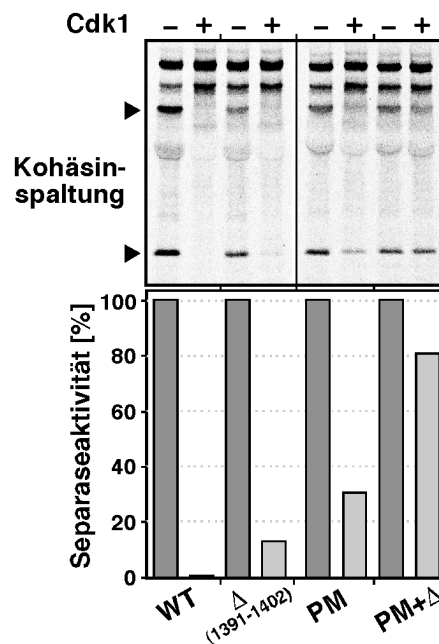 Cdk1 – + – + – + – +
Kohäsin-
spaltung
Separaseaktivität [%]
100
80
60
40
20
0
WT
Δ
(1391-1402)
PM
PM+Δ